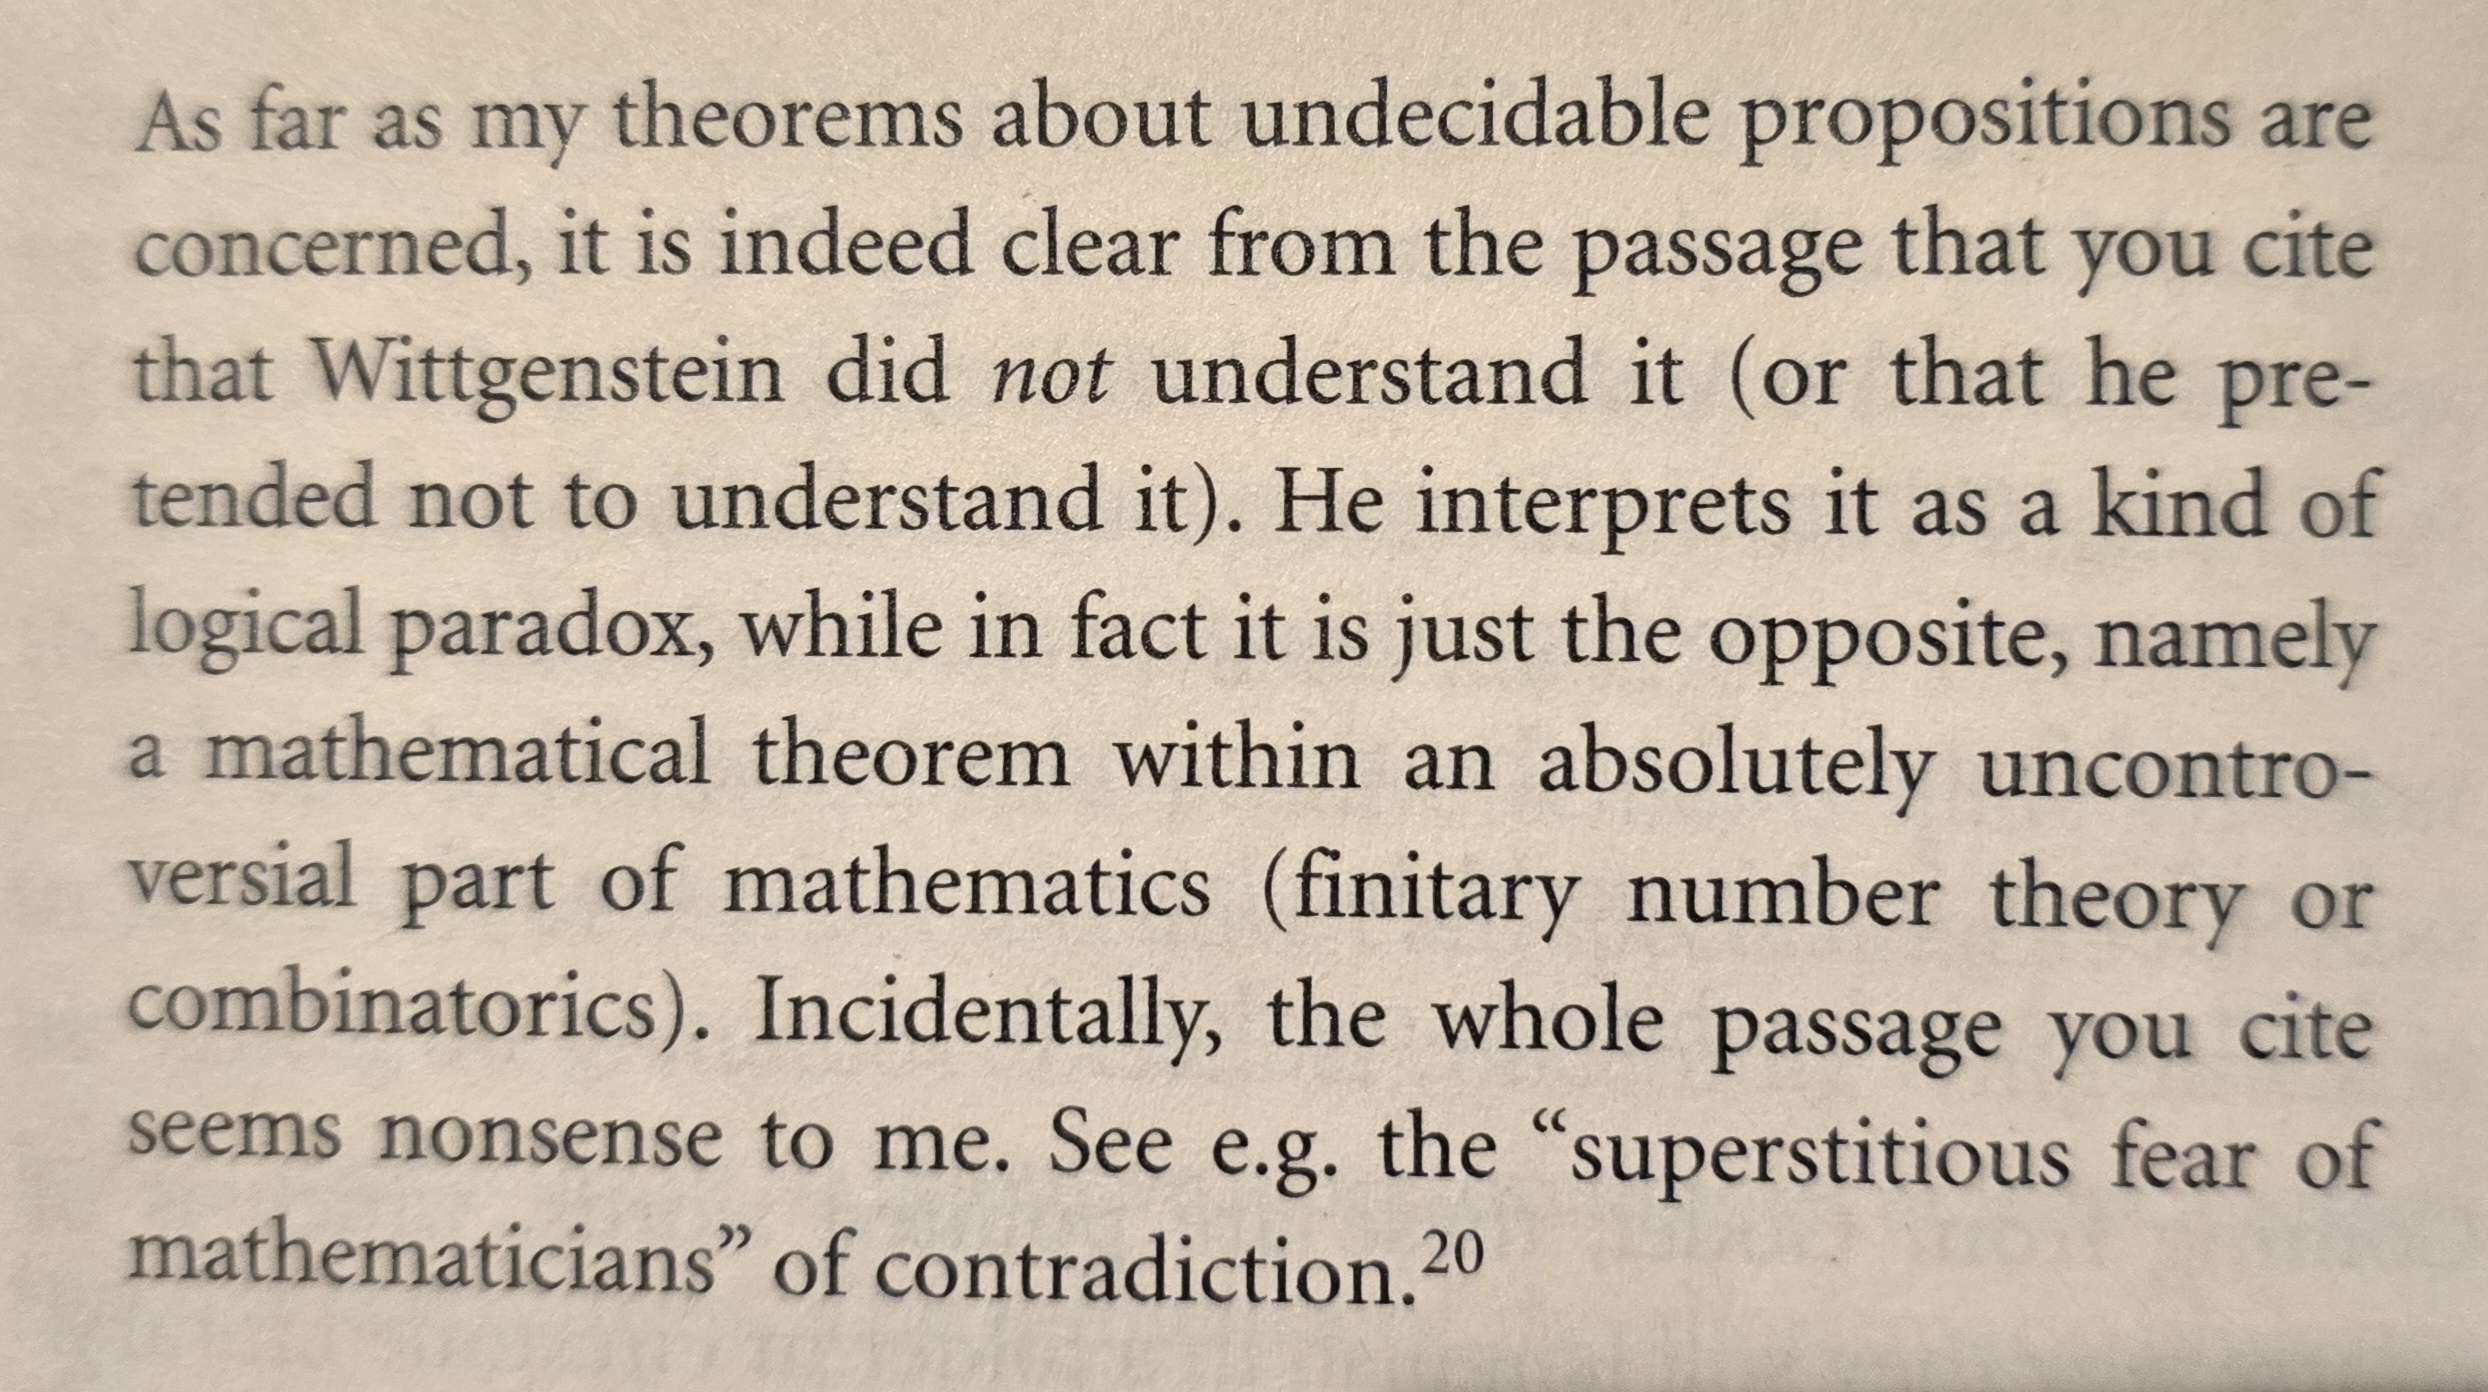 As far as my theorems about undecidable propositions are
concerned, it is indeed clear from the passage that you cite
that Wittgenstein did not understand it (or that he pre-
tended not to understand it). He interprets it as a kind of
logical paradox, while in fact it is just the opposite, namely
a mathematical theorem within an absolutely uncontro-
versial part of mathematics (finitary number theory or
combinatorics). Incidentally, the whole passage you cite
seems nonsense to me. See e.g. the “superstitious fear of
mathematicians” of contradiction.20